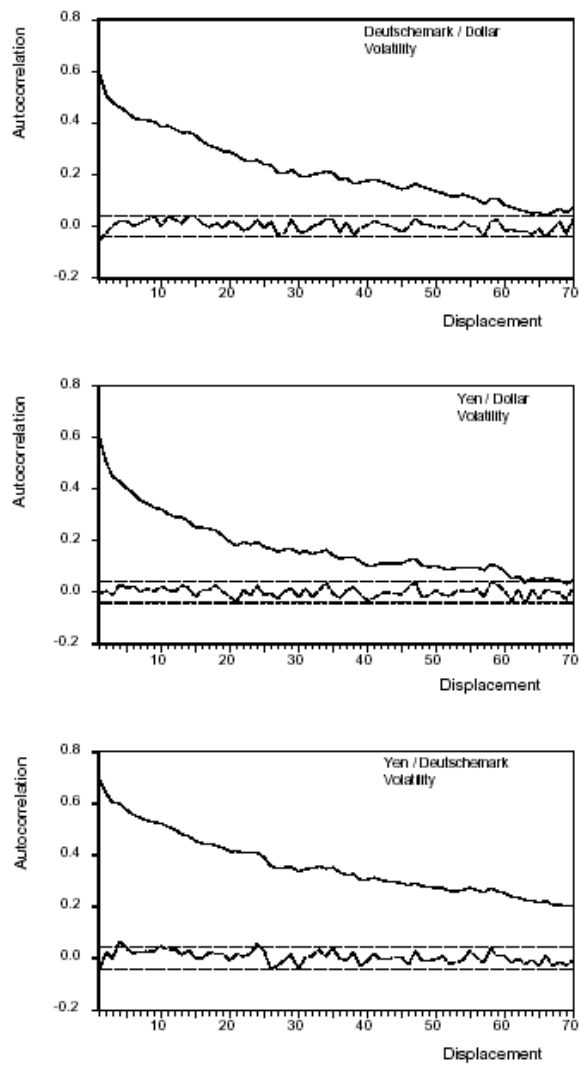 Deutschemark / Dollar
Volatility
Autocorrelation
0.8
0.6
0.4
0.2
0.0
-0.2
10 20 30 40 50 60 70
Displacement
Yen / Dollar
Volatility
Autocorrelation
0.8
0.6
0.4
0.2
0.0
-0.2
10 20 30 40 50 60 70
Displacement
Yen / Deutschemark
Volatility
Autocorrelation
0.8
0.6
0.4
0.2
0.0
-0.2
10 20 30 40 50 60 70
Displacement